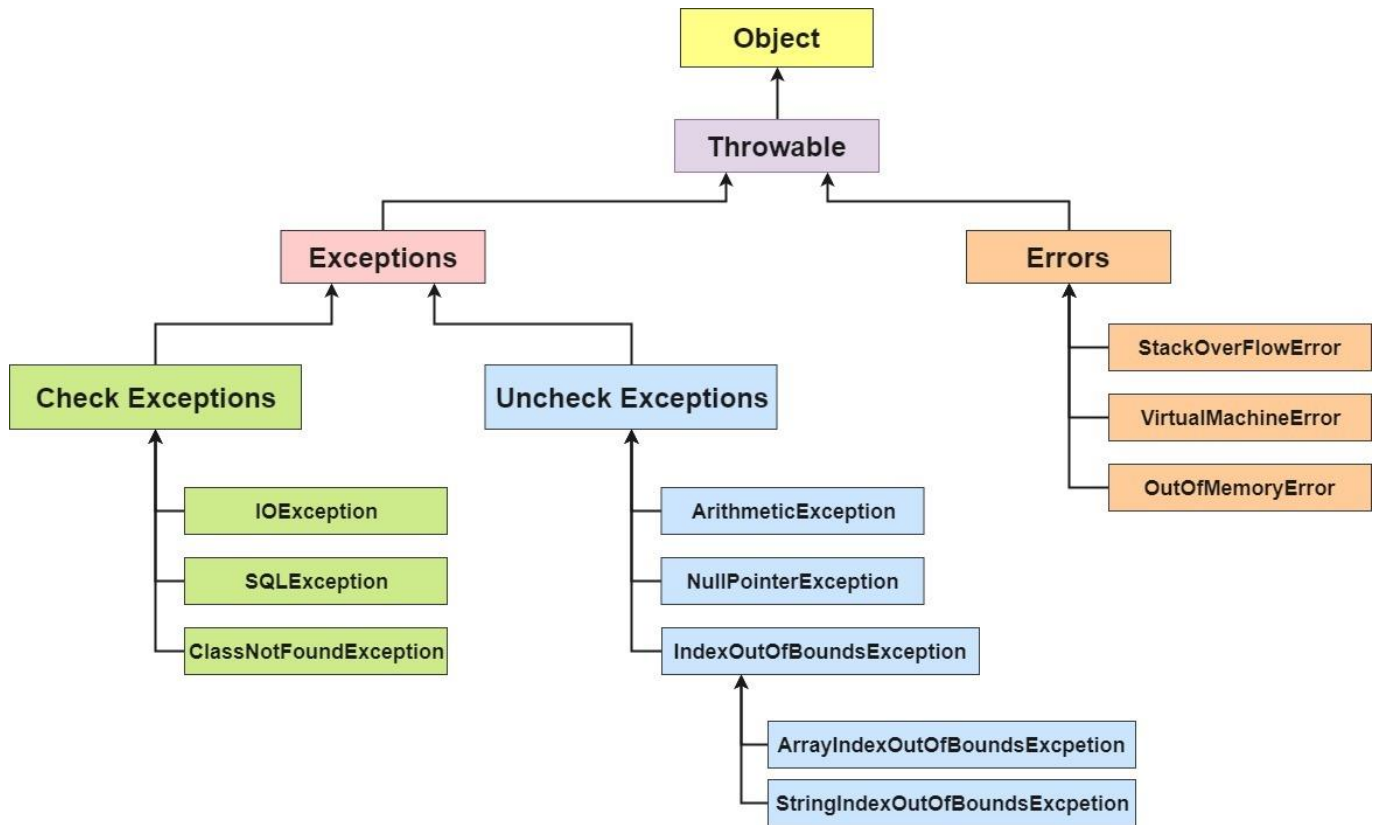 Object
Throwable
Exceptions
Errors
Check Exceptions
Uncheck Exceptions
IOException
SQLException
ClassNotFoundException
ArithmeticException
NullPointerException
IndexOutOfBoundsException
ArrayIndexOutOfBoundsExcpetion
StringIndexOutOfBoundsExcpetion
StackOverFlowError
VirtualMachineError
OutOfMemoryError